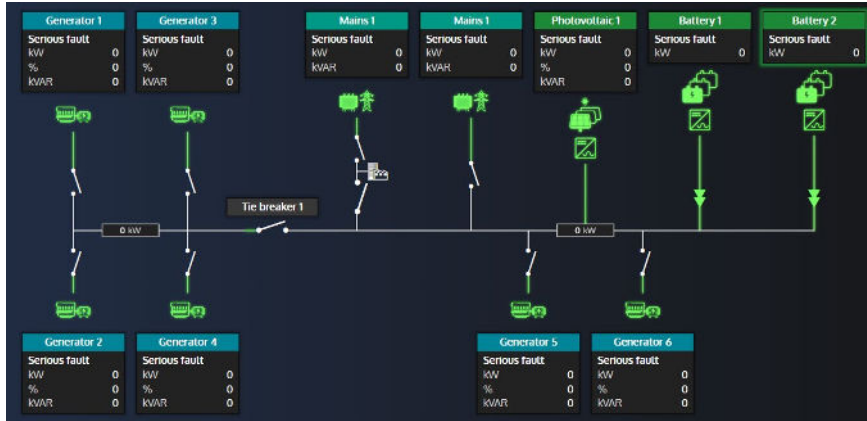 Generator 1
Serious fault
kW 0
% 0
kVAR 0
Generator 3
Serious fault
kW 0
% 0
kVAR 0
Mains 1
Serious fault
kW 0
kVAR 0
Mains 1
Serious fault
kW 0
kVAR 0
Photovoltaic 1
Serious fault
kW 0
% 0
kVAR 0
Battery 1
Serious fault
kW 0
Battery 2
Serious fault
kW 0
Tie breaker 1
0 kW
0 kW
Generator 2
Serious fault
kW 0
% 0
kVAR 0
Generator 4
Serious fault
kW 0
% 0
kVAR 0
Generator 5
Serious fault
kW 0
% 0
kVAR 0
Generator 6
Serious fault
kW 0
% 0
kVAR 0